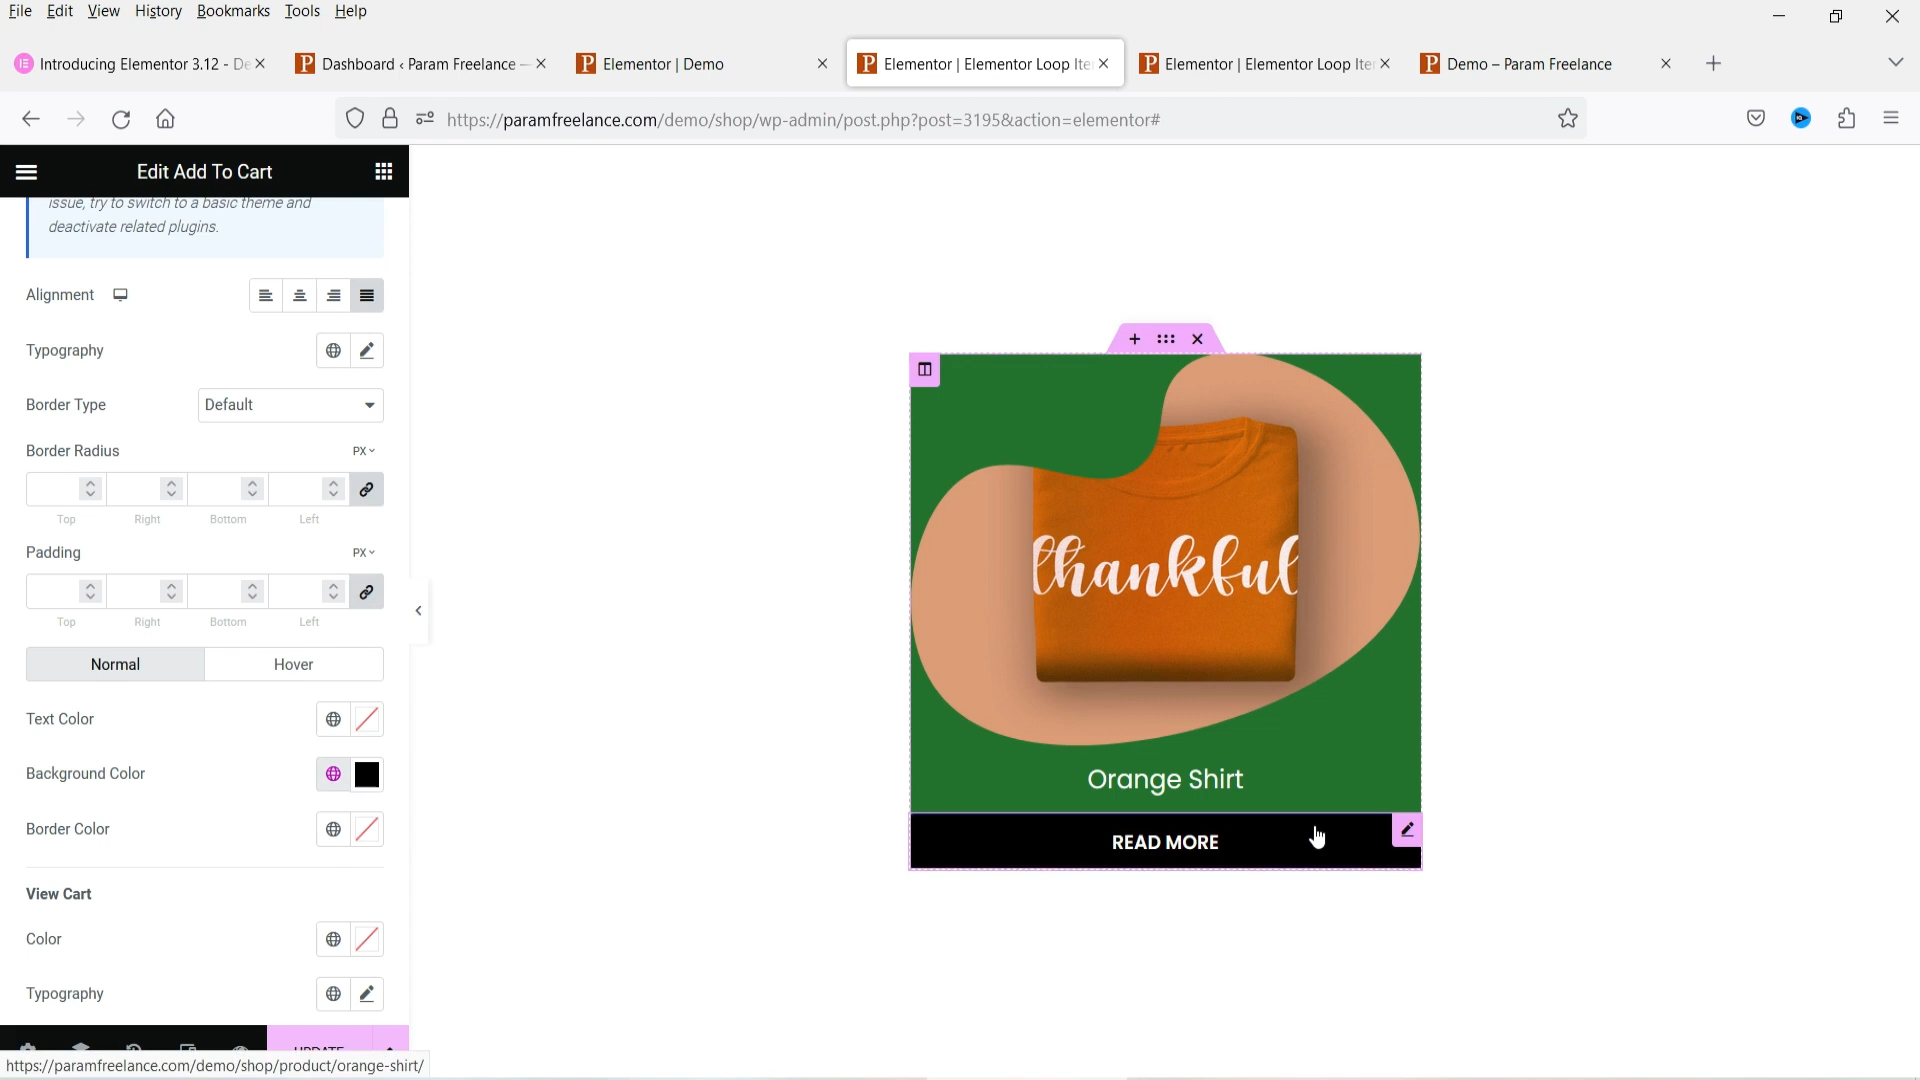 File Edit View History Bookmarks Tools Help
Introducing Elementor 3.12 - De
Dashboard ‹ Param Freelance —
Elementor | Demo
Elementor | Elementor Loop Ite
Elementor | Elementor Loop Ite
Demo – Param Freelance
https://paramfreelance.com/demo/shop/wp-admin/post.php?post=3195&action=elementor#
Edit Add To Cart
issue, try to switch to a basic theme and
deactivate related plugins.
Alignment
Typography
Border Type Default
Border Radius PX
Top Right Bottom Left
Padding PX
Top Right Bottom Left
Normal Hover
Text Color
Background Color
Border Color
View Cart
Color
Typography
UPDATE
https://paramfreelance.com/demo/shop/product/orange-shirt/
thankful
Orange Shirt
READ MORE